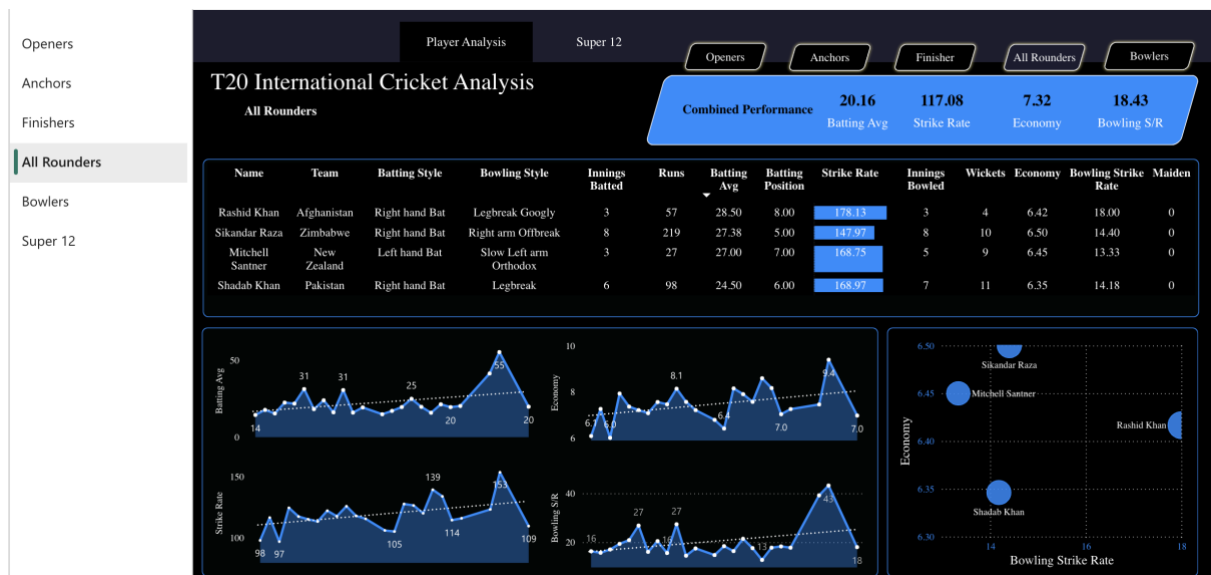 Openers
Anchors
Finishers
All Rounders
Bowlers
Super 12
Player Analysis
Super 12
Openers
Anchors
Finisher
All Rounders
Bowlers
T20 International Cricket Analysis
All Rounders
Combined Performance
20.16
Batting Avg
117.08
Strike Rate
7.32
Economy
18.43
Bowling S/R
Name Team Batting Style Bowling Style Innings Batted Runs Batting Avg Batting Position Strike Rate Innings Bowled Wickets Economy Bowling Strike Rate Maiden
Rashid Khan Afghanistan Right hand Bat Legbreak Googly 3 57 28.50 8.00 178.13 3 4 6.42 18.00 0
Sikandar Raza Zimbabwe Right hand Bat Right arm Offbreak 8 219 27.38 5.00 147.97 8 10 6.50 14.40 0
Mitchell Santner New Zealand Left hand Bat Slow Left arm Orthodox 3 27 27.00 7.00 168.75 5 9 6.45 13.33 0
Shadab Khan Pakistan Right hand Bat Legbreak 6 98 24.50 6.00 168.97 7 11 6.35 14.18 0
Batting Avg
50
0
14
31
31
25
20
55
20
Economy
10
8
6
6.1
6.0
8.1
6.4
7.0
9.4
7.0
Strike Rate
150
100
98
97
105
139
114
153
109
Bowling S/R
40
20
16
27
16
27
13
43
18
Economy
6.50
6.45
6.40
6.35
6.30
Sikandar Raza
Mitchell Santner
Rashid Khan
Shadab Khan
14
16
18
Bowling Strike Rate